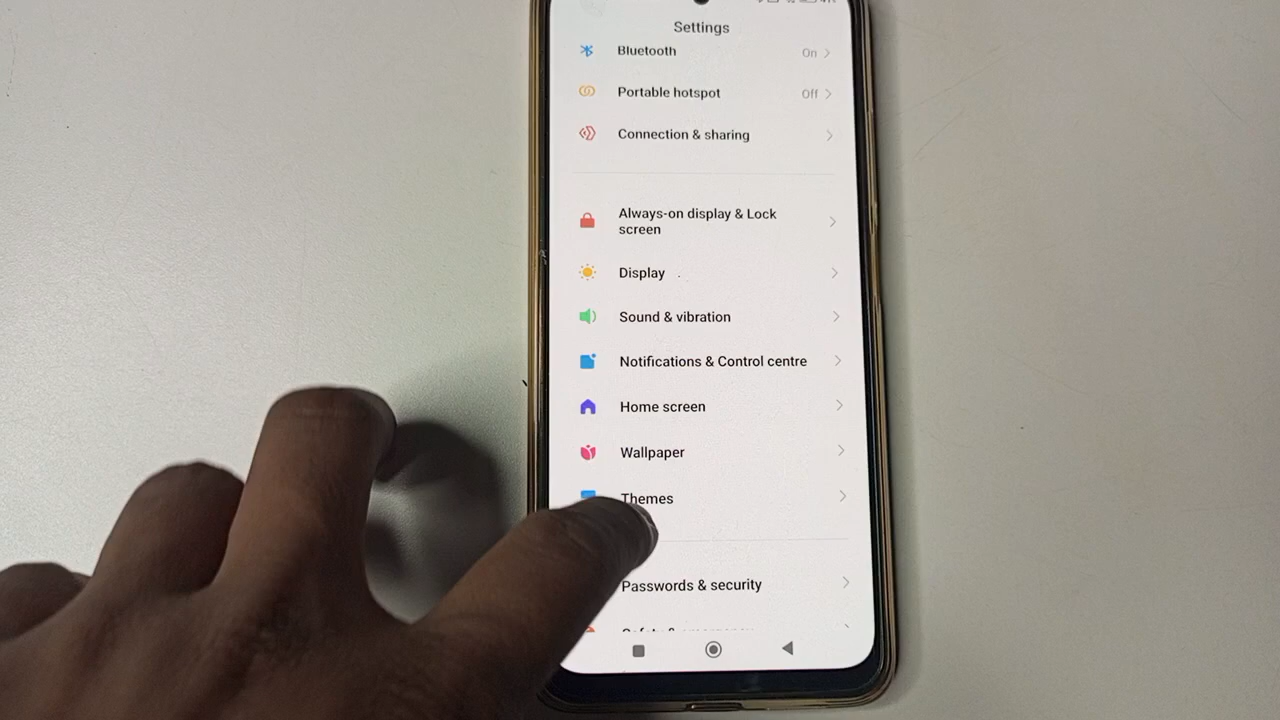 Settings
Bluetooth On
Portable hotspot Off
Connection & sharing
Always-on display & Lock
screen
Display
Sound & vibration
Notifications & Control centre
Home screen
Wallpaper
Themes
Passwords & security